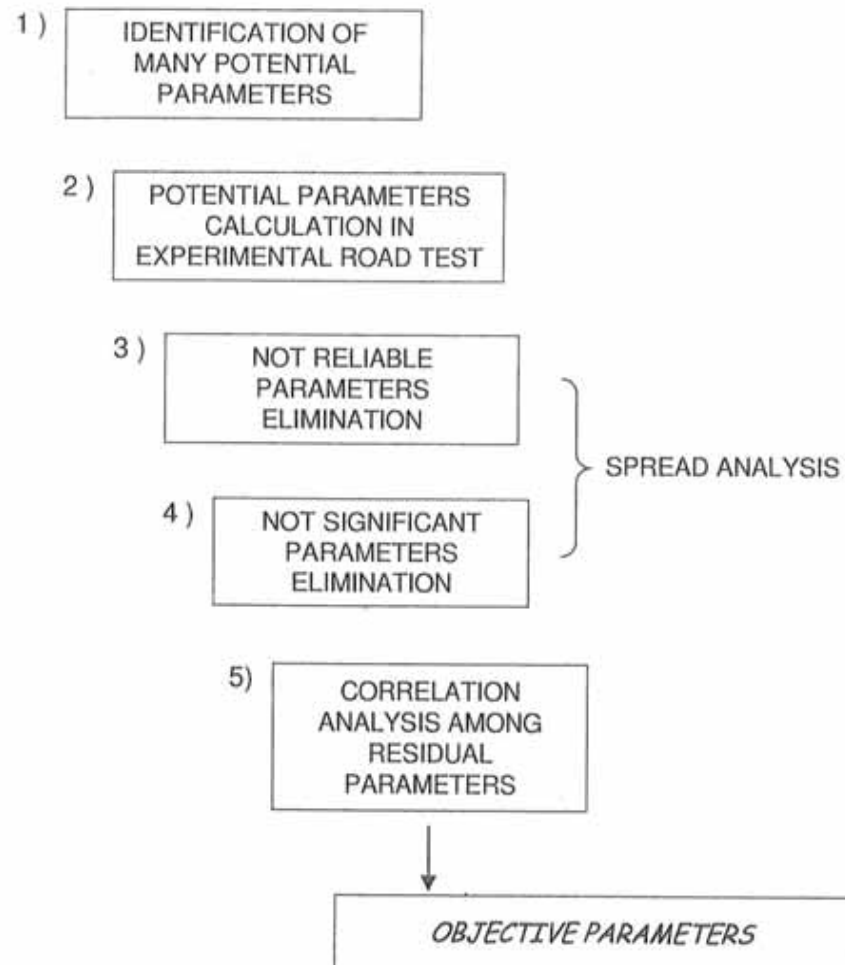 1 )
IDENTIFICATION OF
MANY POTENTIAL
PARAMETERS
2 )
POTENTIAL PARAMETERS
CALCULATION IN
EXPERIMENTAL ROAD TEST
3 )
NOT RELIABLE
PARAMETERS
ELIMINATION
SPREAD ANALYSIS
4 )
NOT SIGNIFICANT
PARAMETERS
ELIMINATION
5)
CORRELATION
ANALYSIS AMONG
RESIDUAL
PARAMETERS
OBJECTIVE PARAMETERS